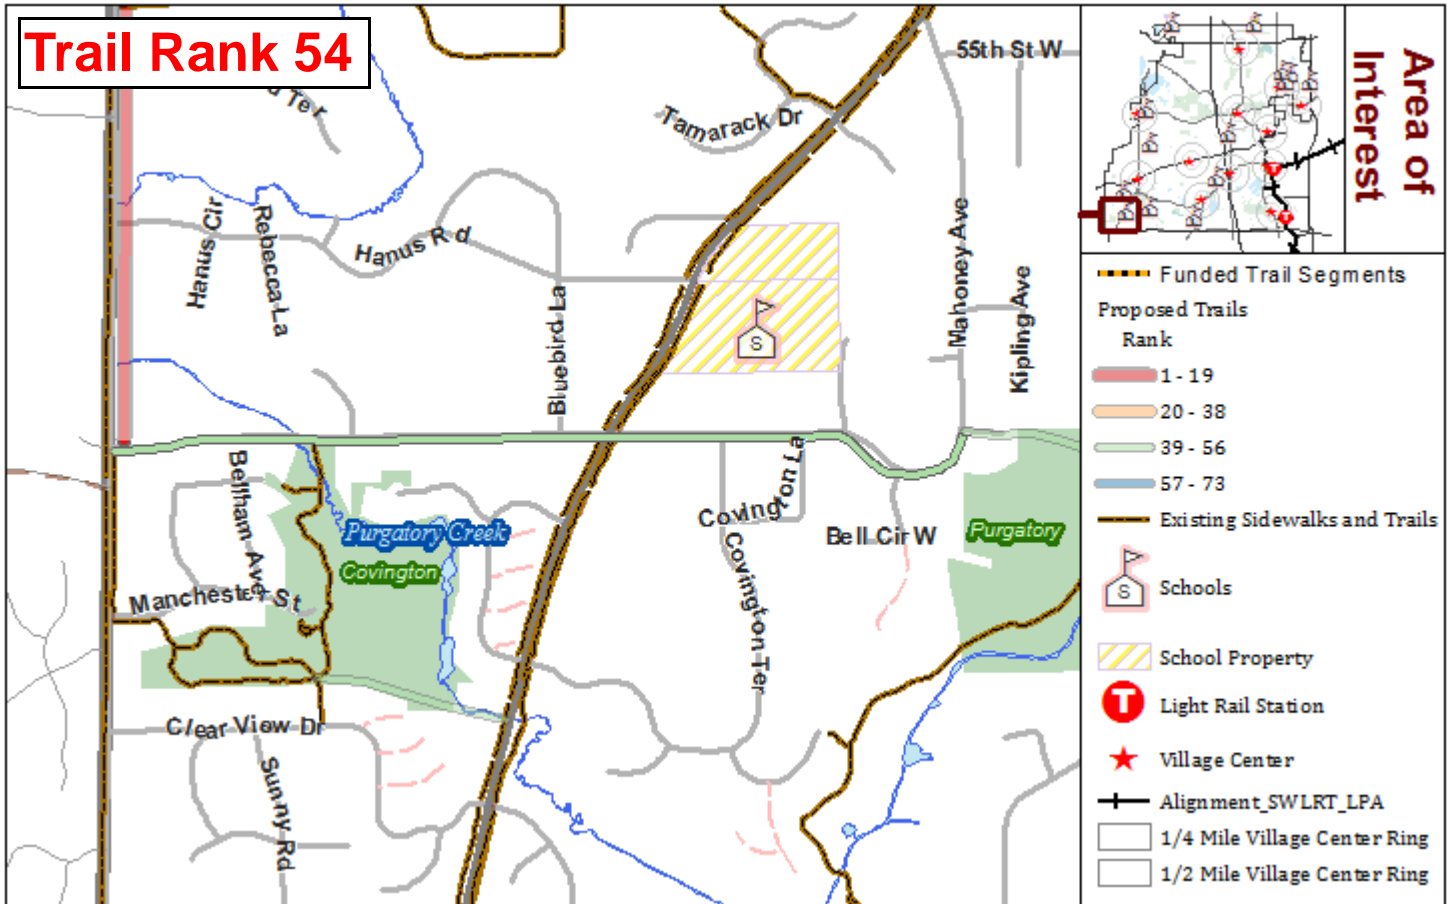 Trail Rank 54
Ter
55th St W
Tamarack Dr
Hanus Cir
Rebecca La
Hanus Rd
Bluebird La
Mahoney Ave
Kipling Ave
S
Bellham Ave
Purgatory Creek
Covington
Manchester St
Covington La
Covington Ter
Bell Cir W
Purgatory
Clear View Dr
Sunny Rd
Area of
Interest
T
T
Funded Trail Segments
Proposed Trails
Rank
1 - 19
20 - 38
39 - 56
57 - 73
Existing Sidewalks and Trails
S
Schools
School Property
T
Light Rail Station
Village Center
Alignment_SWLRT_LPA
1/4 Mile Village Center Ring
1/2 Mile Village Center Ring